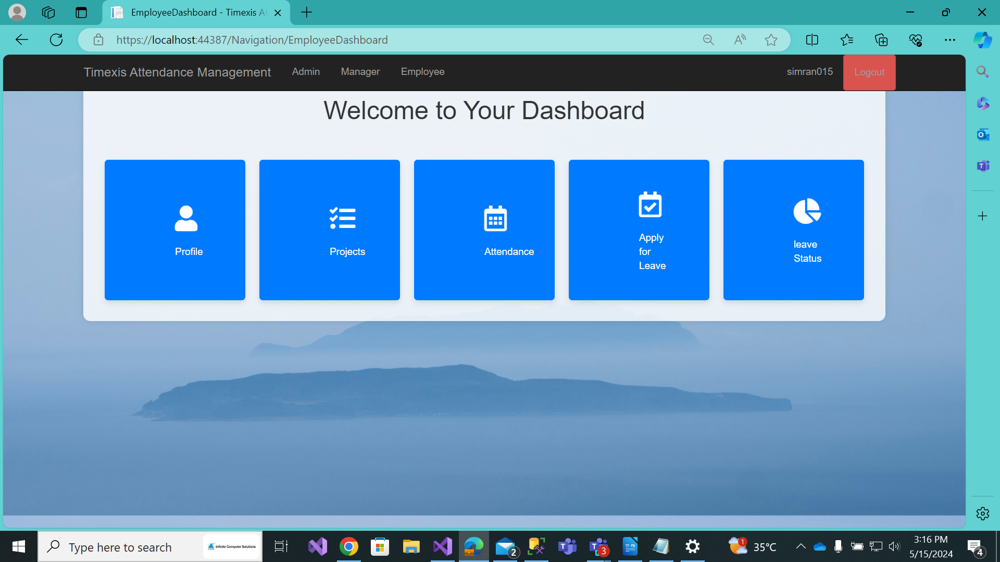 EmployeeDashboard - Timexis At
https://localhost:44387/Navigation/EmployeeDashboard
Timexis Attendance Management
Admin
Manager
Employee
simran015
Logout
Welcome to Your Dashboard
Profile
Projects
Attendance
Apply
for
Leave
leave
Status
Type here to search
Infinite Computer Solutions
2
3
1
35°C
3:16 PM
5/15/2024
4